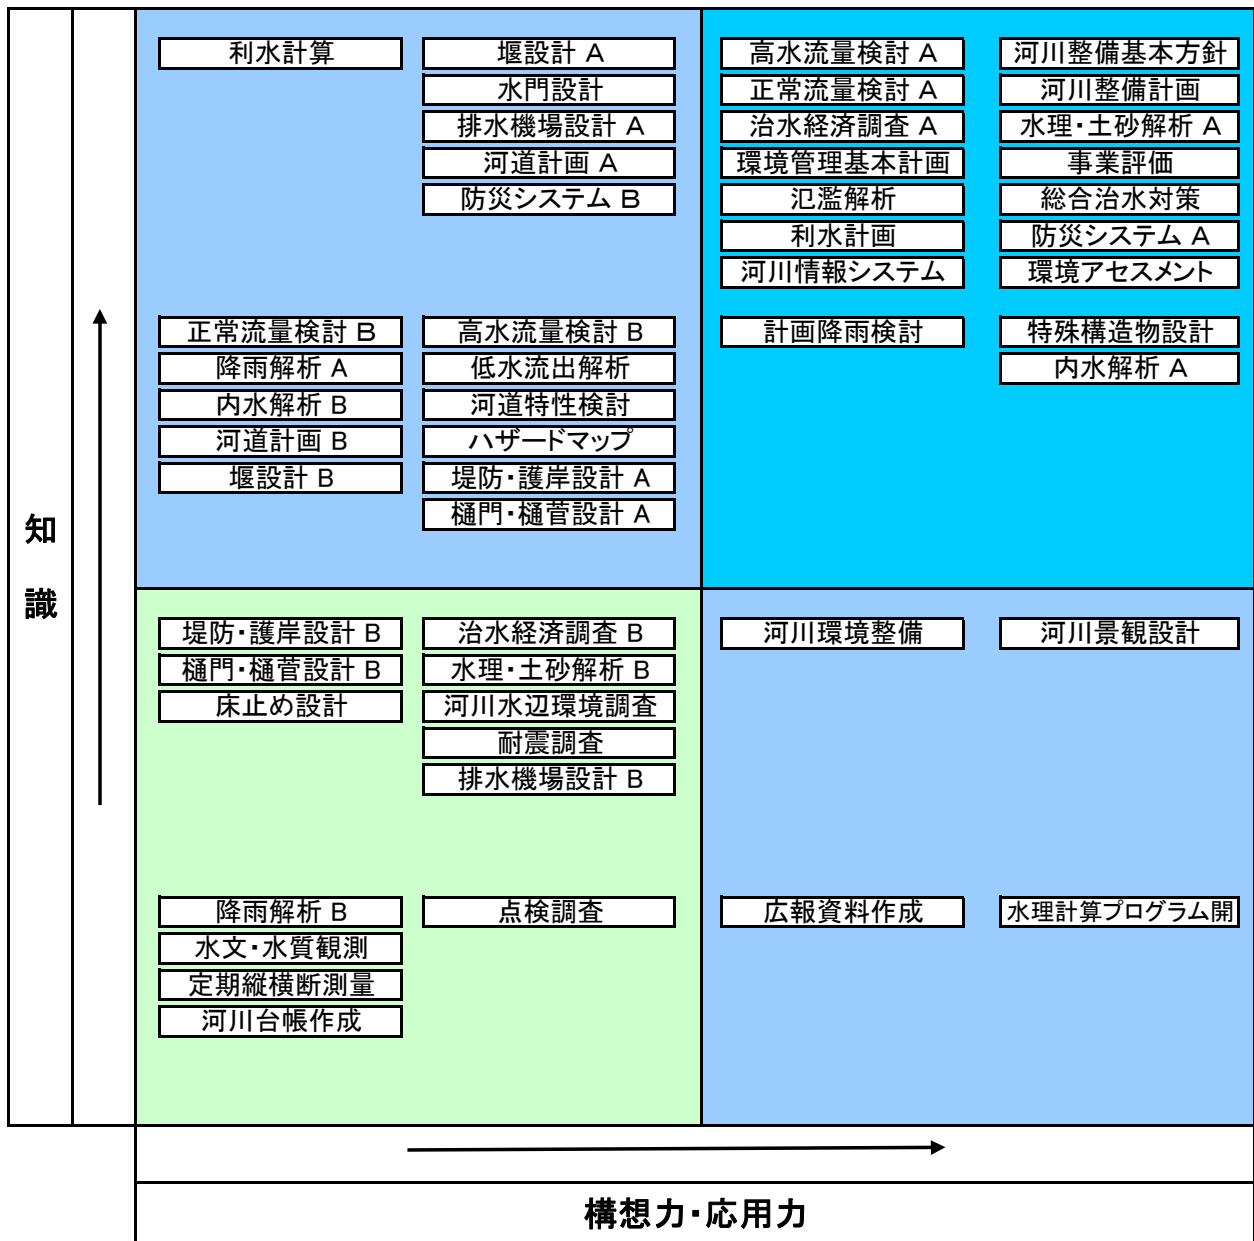 知
識
利水計算
堰設計 A
水門設計
排水機場設計 A
河道計画 A
防災システム B
正常流量検討 B
降雨解析 A
内水解析 B
河道計画 B
堰設計 B
高水流量検討 B
低水流出解析
河道特性検討
ハザードマップ
堤防・護岸設計 A
樋門・樋菅設計 A
高水流量検討 A
正常流量検討 A
治水経済調査 A
環境管理基本計画
氾濫解析
利水計画
河川情報システム
河川整備基本方針
河川整備計画
水理・土砂解析 A
事業評価
総合治水対策
防災システム A
環境アセスメント
計画降雨検討
特殊構造物設計
内水解析 A
堤防・護岸設計 B
樋門・樋菅設計 B
床止め設計
治水経済調査 B
水理・土砂解析 B
河川水辺環境調査
耐震調査
排水機場設計 B
降雨解析 B
水文・水質観測
定期縦横断測量
河川台帳作成
点検調査
河川環境整備
河川景観設計
広報資料作成
水理計算プログラム開
構想力・応用力